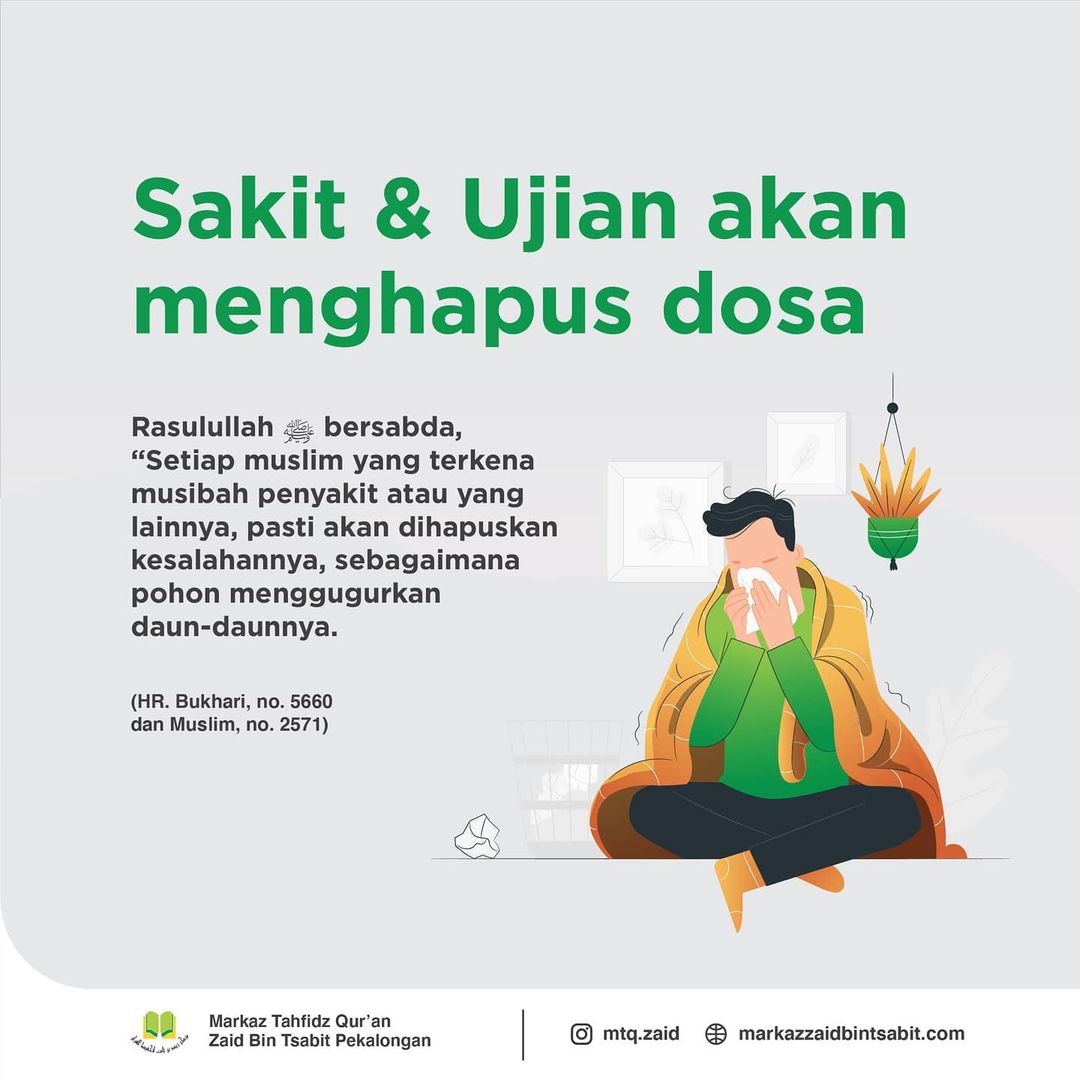 Sakit & Ujian akan
menghapus dosa
Rasulullah ﷺ bersabda,
“Setiap muslim yang terkena
musibah penyakit atau yang
lainnya, pasti akan dihapuskan
kesalahannya, sebagaimana
pohon menggugurkan
daun-daunnya.
(HR. Bukhari, no. 5660
dan Muslim, no. 2571)
Markaz Tahfidz Qur’an
Zaid Bin Tsabit Pekalongan
mtq.zaid
markazzaidbintsabit.com